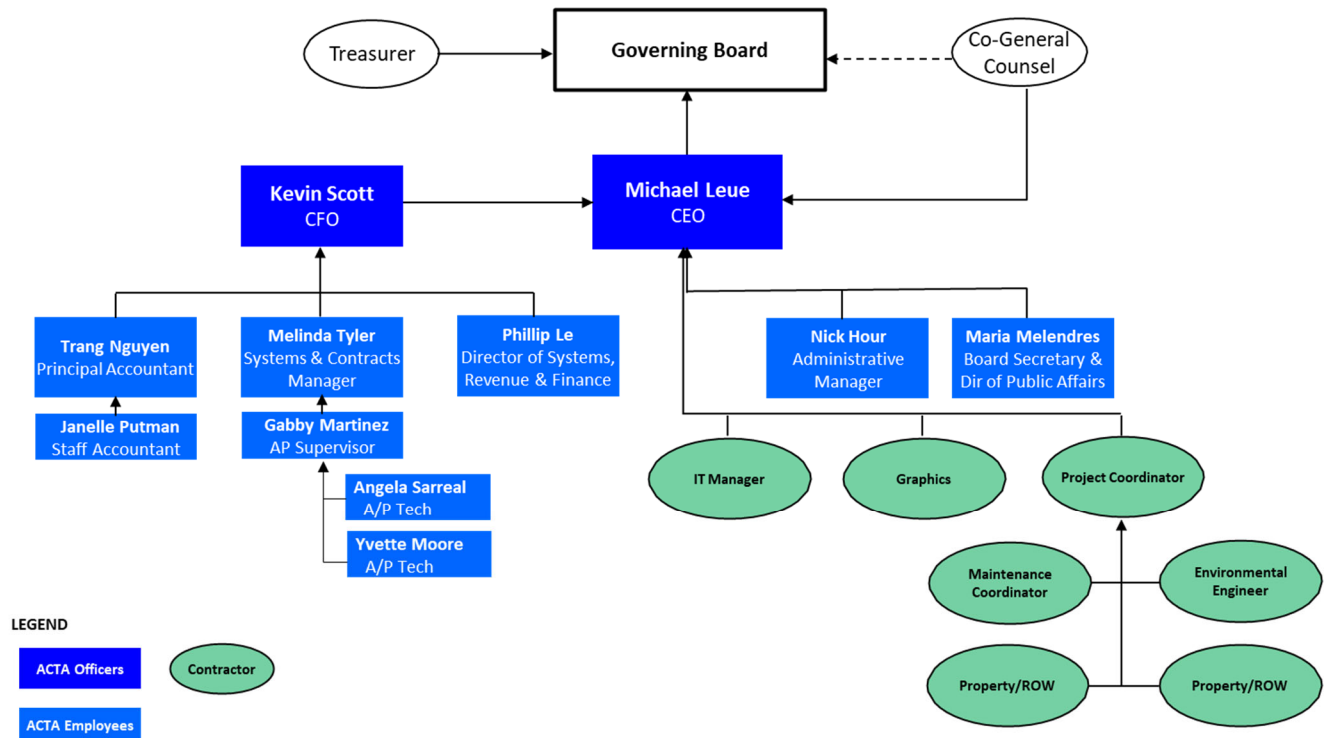 Treasurer
Governing Board
Co-General
Counsel
Kevin Scott
CFO
Michael Leue
CEO
Trang Nguyen
Principal Accountant
Melinda Tyler
Systems & Contracts
Manager
Phillip Le
Director of Systems,
Revenue & Finance
Nick Hour
Administrative
Manager
Maria Melendres
Board Secretary &
Dir of Public Affairs
Janelle Putman
Staff Accountant
Gabby Martinez
AP Supervisor
Angela Sarreal
A/P Tech
Yvette Moore
A/P Tech
IT Manager
Graphics
Project Coordinator
Maintenance
Coordinator
Environmental
Engineer
Property/ROW
Property/ROW
LEGEND
ACTA Officers
Contractor
ACTA Employees